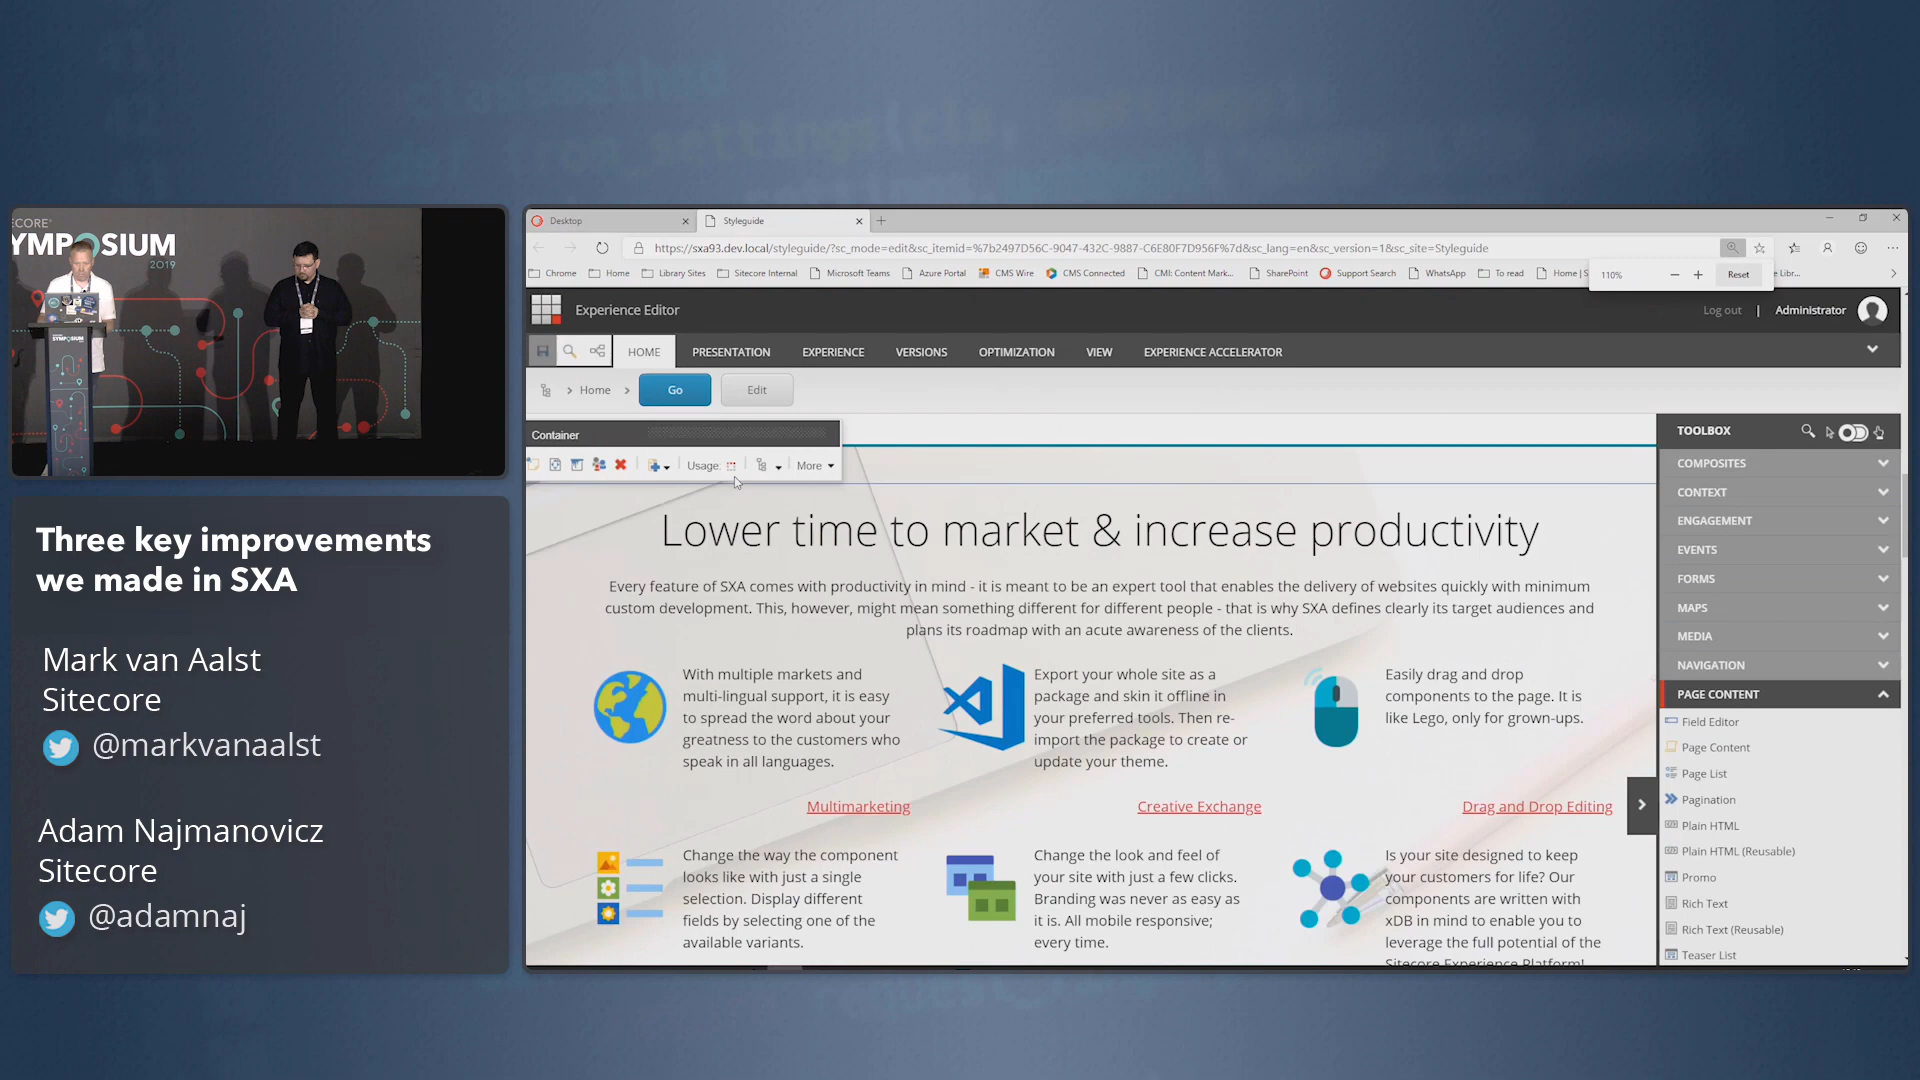 ECORE
YMPOSIUM
2019
SYMPOSIUM
Three key improvements
we made in SXA
Mark van Aalst
Sitecore
@markvanaalst
Adam Najmanovicz
Sitecore
@adamnaj
Desktop
Styleguide
https://sxa93.dev.local/styleguide/?sc_mode=edit&sc_itemid=%7b2497D56C-9047-432C-9887-C6E80F7D956F%7d&sc_lang=en&sc_version=1&sc_site=Styleguide
Chrome
Home
Library Sites
Sitecore Internal
Microsoft Teams
Azure Portal
CMS Wire
CMS Connected
CMI: Content Mark...
SharePoint
Support Search
WhatsApp
To read
Home | S
e Libr...
110%
Reset
Experience Editor
Log out | Administrator
HOME
PRESENTATION
EXPERIENCE
VERSIONS
OPTIMIZATION
VIEW
EXPERIENCE ACCELERATOR
Home
Go
Edit
Container
Usage:
More
Lower time to market & increase productivity
Every feature of SXA comes with productivity in mind - it is meant to be an expert tool that enables the delivery of websites quickly with minimum
custom development. This, however, might mean something different for different people - that is why SXA defines clearly its target audiences and
plans its roadmap with an acute awareness of the clients.
With multiple markets and
multi-lingual support, it is easy
to spread the word about your
greatness to the customers who
speak in all languages.
Multimarketing
Export your whole site as a
package and skin it offline in
your preferred tools. Then re-
import the package to create or
update your theme.
Creative Exchange
Easily drag and drop
components to the page. It is
like Lego, only for grown-ups.
Drag and Drop Editing
Change the way the component
looks like with just a single
selection. Display different
fields by selecting one of the
available variants.
Change the look and feel of
your site with just a few clicks.
Branding was never as easy as
it is. All mobile responsive;
every time.
Is your site designed to keep
your customers for life? Our
components are written with
xDB in mind to enable you to
leverage the full potential of the
Sitecore Experience Platform!
TOOLBOX
COMPOSITES
CONTEXT
ENGAGEMENT
EVENTS
FORMS
MAPS
MEDIA
NAVIGATION
PAGE CONTENT
Field Editor
Page Content
Page List
Pagination
Plain HTML
Plain HTML (Reusable)
Promo
Rich Text
Rich Text (Reusable)
Teaser List